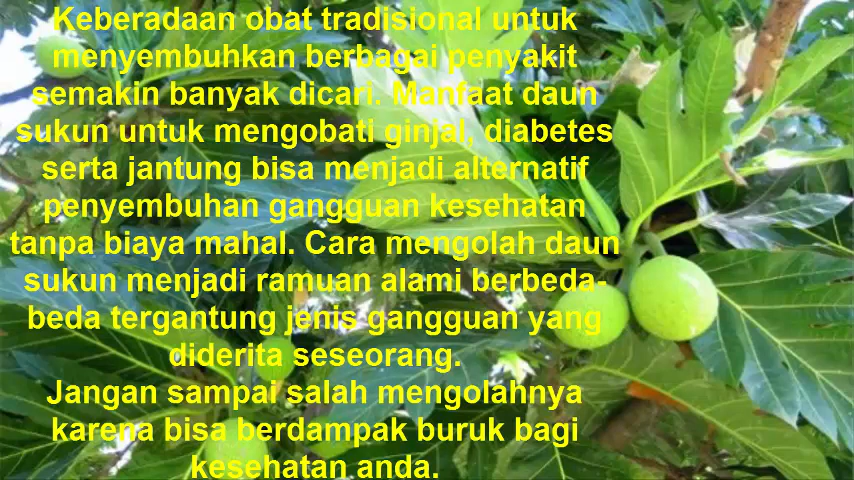 Keberadaan obat tradisional untuk
menyembuhkan berbagai penyakit
semakin banyak dicari. Manfaat daun
sukun untuk mengobati ginjal, diabetes
serta jantung bisa menjadi alternatif
penyembuhan gangguan kesehatan
tanpa biaya mahal. Cara mengolah daun
sukun menjadi ramuan alami berbeda-
beda tergantung jenis gangguan yang
diderita seseorang.
Jangan sampai salah mengolahnya
karena bisa berdampak buruk bagi
kesehatan anda.